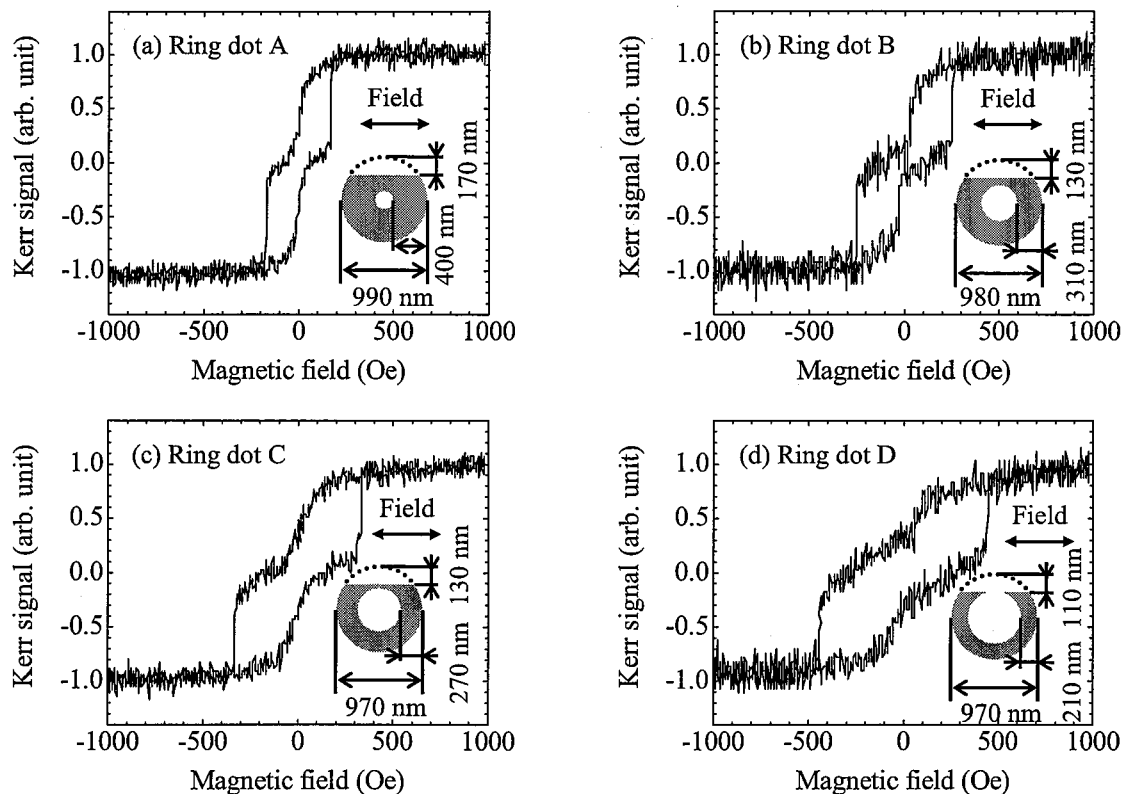 (a) Ring dot A
Kerr signal (arb. unit)
1.0
0.5
0.0
-0.5
-1.0
Field
170 nm
400 nm
990 nm
-1000
-500
0
500
1000
Magnetic field (Oe)
(b) Ring dot B
Kerr signal (arb. unit)
1.0
0.5
0.0
-0.5
-1.0
Field
130 nm
310 nm
980 nm
-1000
-500
0
500
1000
Magnetic field (Oe)
(c) Ring dot C
Kerr signal (arb. unit)
1.0
0.5
0.0
-0.5
-1.0
Field
130 nm
270 nm
970 nm
-1000
-500
0
500
1000
Magnetic field (Oe)
(d) Ring dot D
Kerr signal (arb. unit)
1.0
0.5
0.0
-0.5
-1.0
Field
110 nm
210 nm
970 nm
-1000
-500
0
500
1000
Magnetic field (Oe)